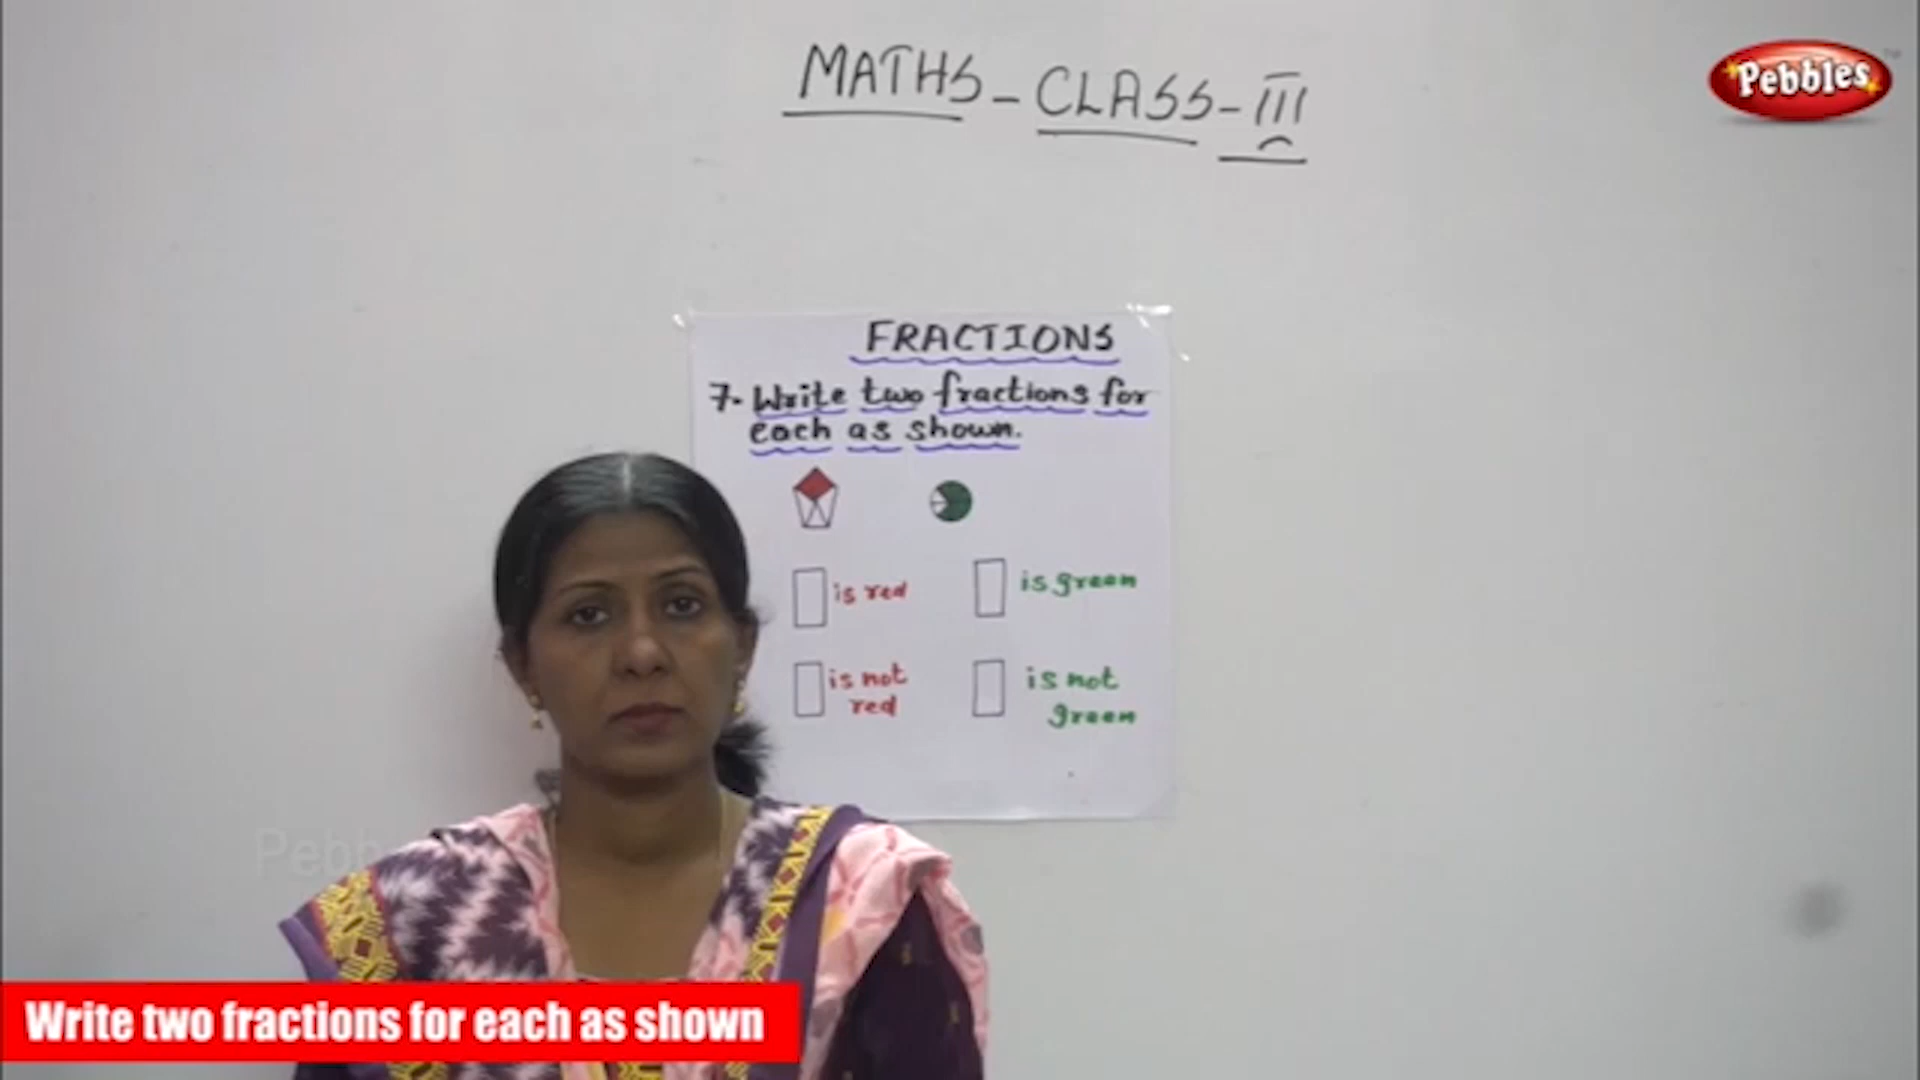 MATHS - CLASS - III
Pebbles
FRACTIONS
7. Write two fractions for
each as shown.
is red
is green
is not
red
is not
green
Pebb
Write two fractions for each as shown